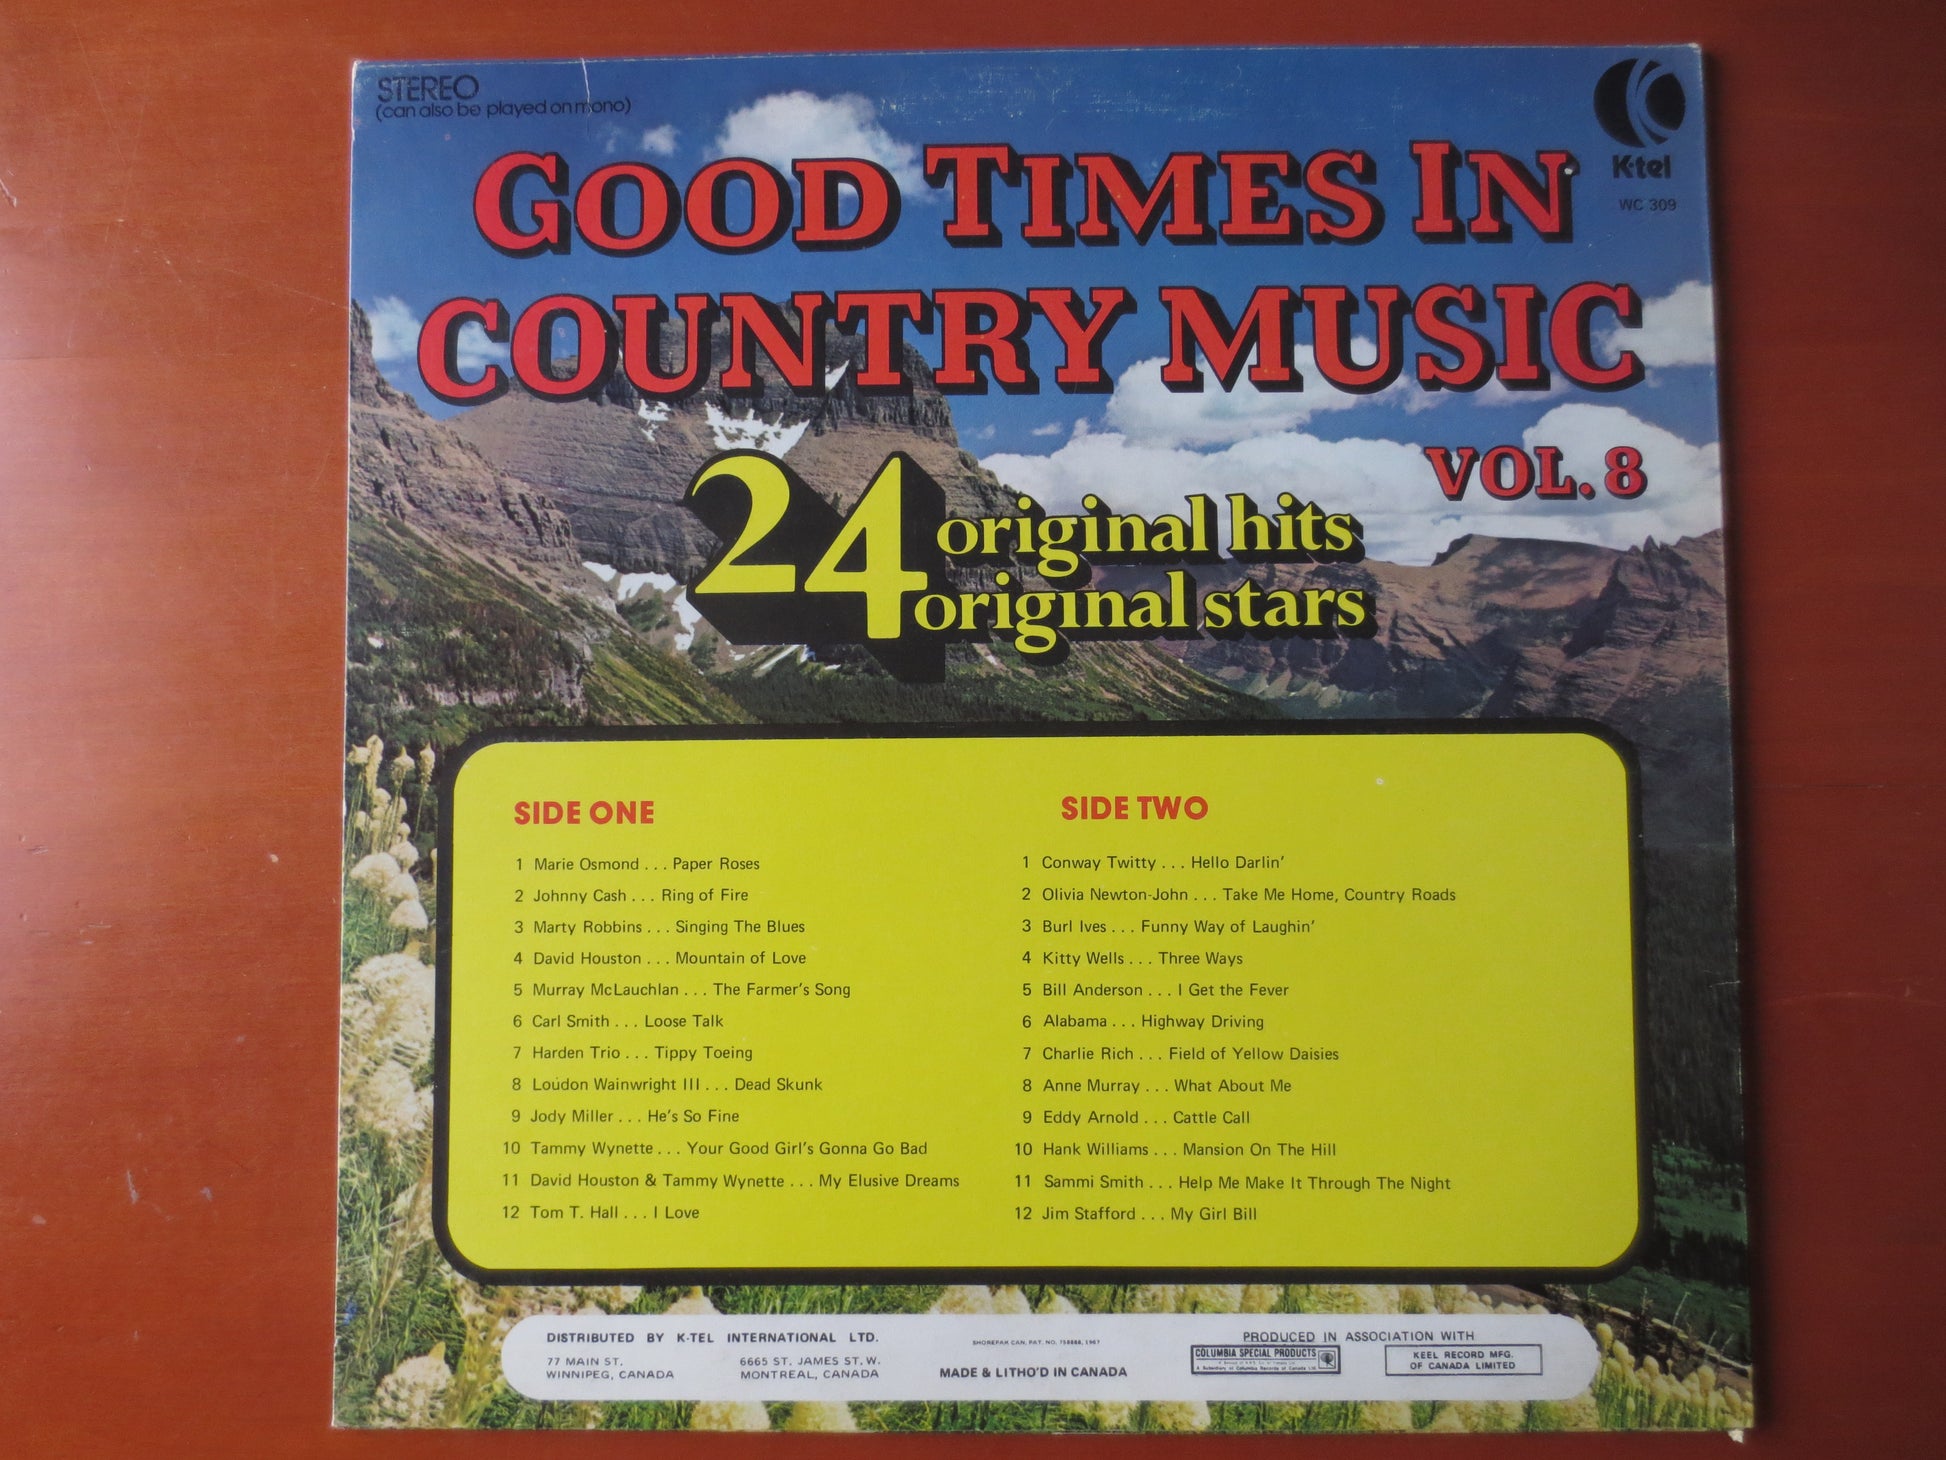 STEREO
(can also be played on mono)
K-tel
WC 309
GOOD TIMES IN
COUNTRY MUSIC
VOL. 8
24 original hits
original stars
SIDE ONE
1 Marie Osmond . . . Paper Roses
2 Johnny Cash . . . Ring of Fire
3 Marty Robbins . . . Singing The Blues
4 David Houston . . . Mountain of Love
5 Murray McLauchlan . . . The Farmer's Song
6 Carl Smith . . . Loose Talk
7 Harden Trio . . . Tippy Toeing
8 Loudon Wainwright III . . . Dead Skunk
9 Jody Miller . . . He's So Fine
10 Tammy Wynette . . . Your Good Girl's Gonna Go Bad
11 David Houston & Tammy Wynette . . . My Elusive Dreams
12 Tom T. Hall . . . I Love
SIDE TWO
1 Conway Twitty . . . Hello Darlin'
2 Olivia Newton-John . . . Take Me Home, Country Roads
3 Burl Ives . . . Funny Way of Laughin'
4 Kitty Wells . . . Three Ways
5 Bill Anderson . . . I Get the Fever
6 Alabama . . . Highway Driving
7 Charlie Rich . . . Field of Yellow Daisies
8 Anne Murray . . . What About Me
9 Eddy Arnold . . . Cattle Call
10 Hank Williams . . . Mansion On The Hill
11 Sammi Smith . . . Help Me Make It Through The Night
12 Jim Stafford . . . My Girl Bill
DISTRIBUTED BY K-TEL INTERNATIONAL LTD.
77 MAIN ST.
WINNIPEG, CANADA
6665 ST. JAMES ST. W.
MONTREAL, CANADA
SHOREPAK CAN. PAT. NO. 758888, 1967
MADE & LITHO'D IN CANADA
PRODUCED IN ASSOCIATION WITH
COLUMBIA SPECIAL PRODUCTS
KEEL RECORD MFG.
OF CANADA LIMITED